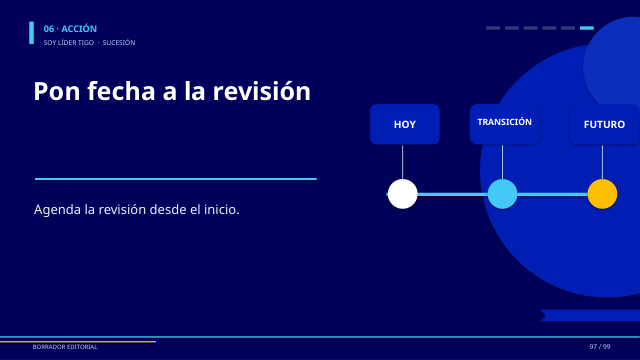 06 · ACCIÓN
SOY LÍDER TIGO · SUCESIÓN
Pon fecha a la revisión
HOY
TRANSICIÓN
FUTURO
Agenda la revisión desde el inicio.
BORRADOR EDITORIAL
97 / 99